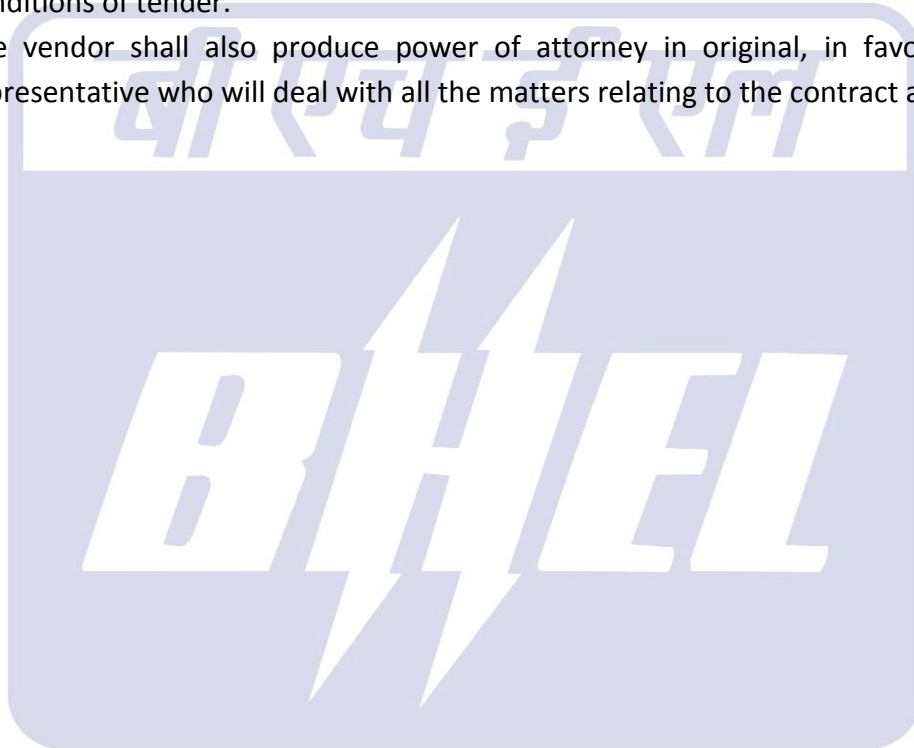 nditions of tender.
e vendor shall also produce power of attorney in original, in favo
presentative who will deal with all the matters relating to the contract a
बी एच ई एल
BHEL